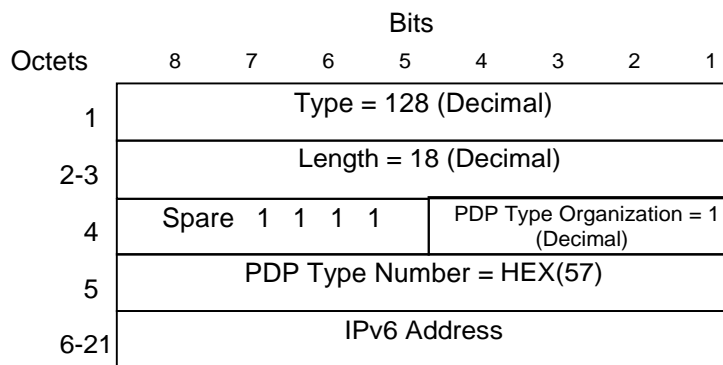 Bits
Octets 8 7 6 5 4 3 2 1
1 Type = 128 (Decimal)
2-3 Length = 18 (Decimal)
4 Spare 1 1 1 1 PDP Type Organization = 1
(Decimal)
5 PDP Type Number = HEX(57)
6-21 IPv6 Address